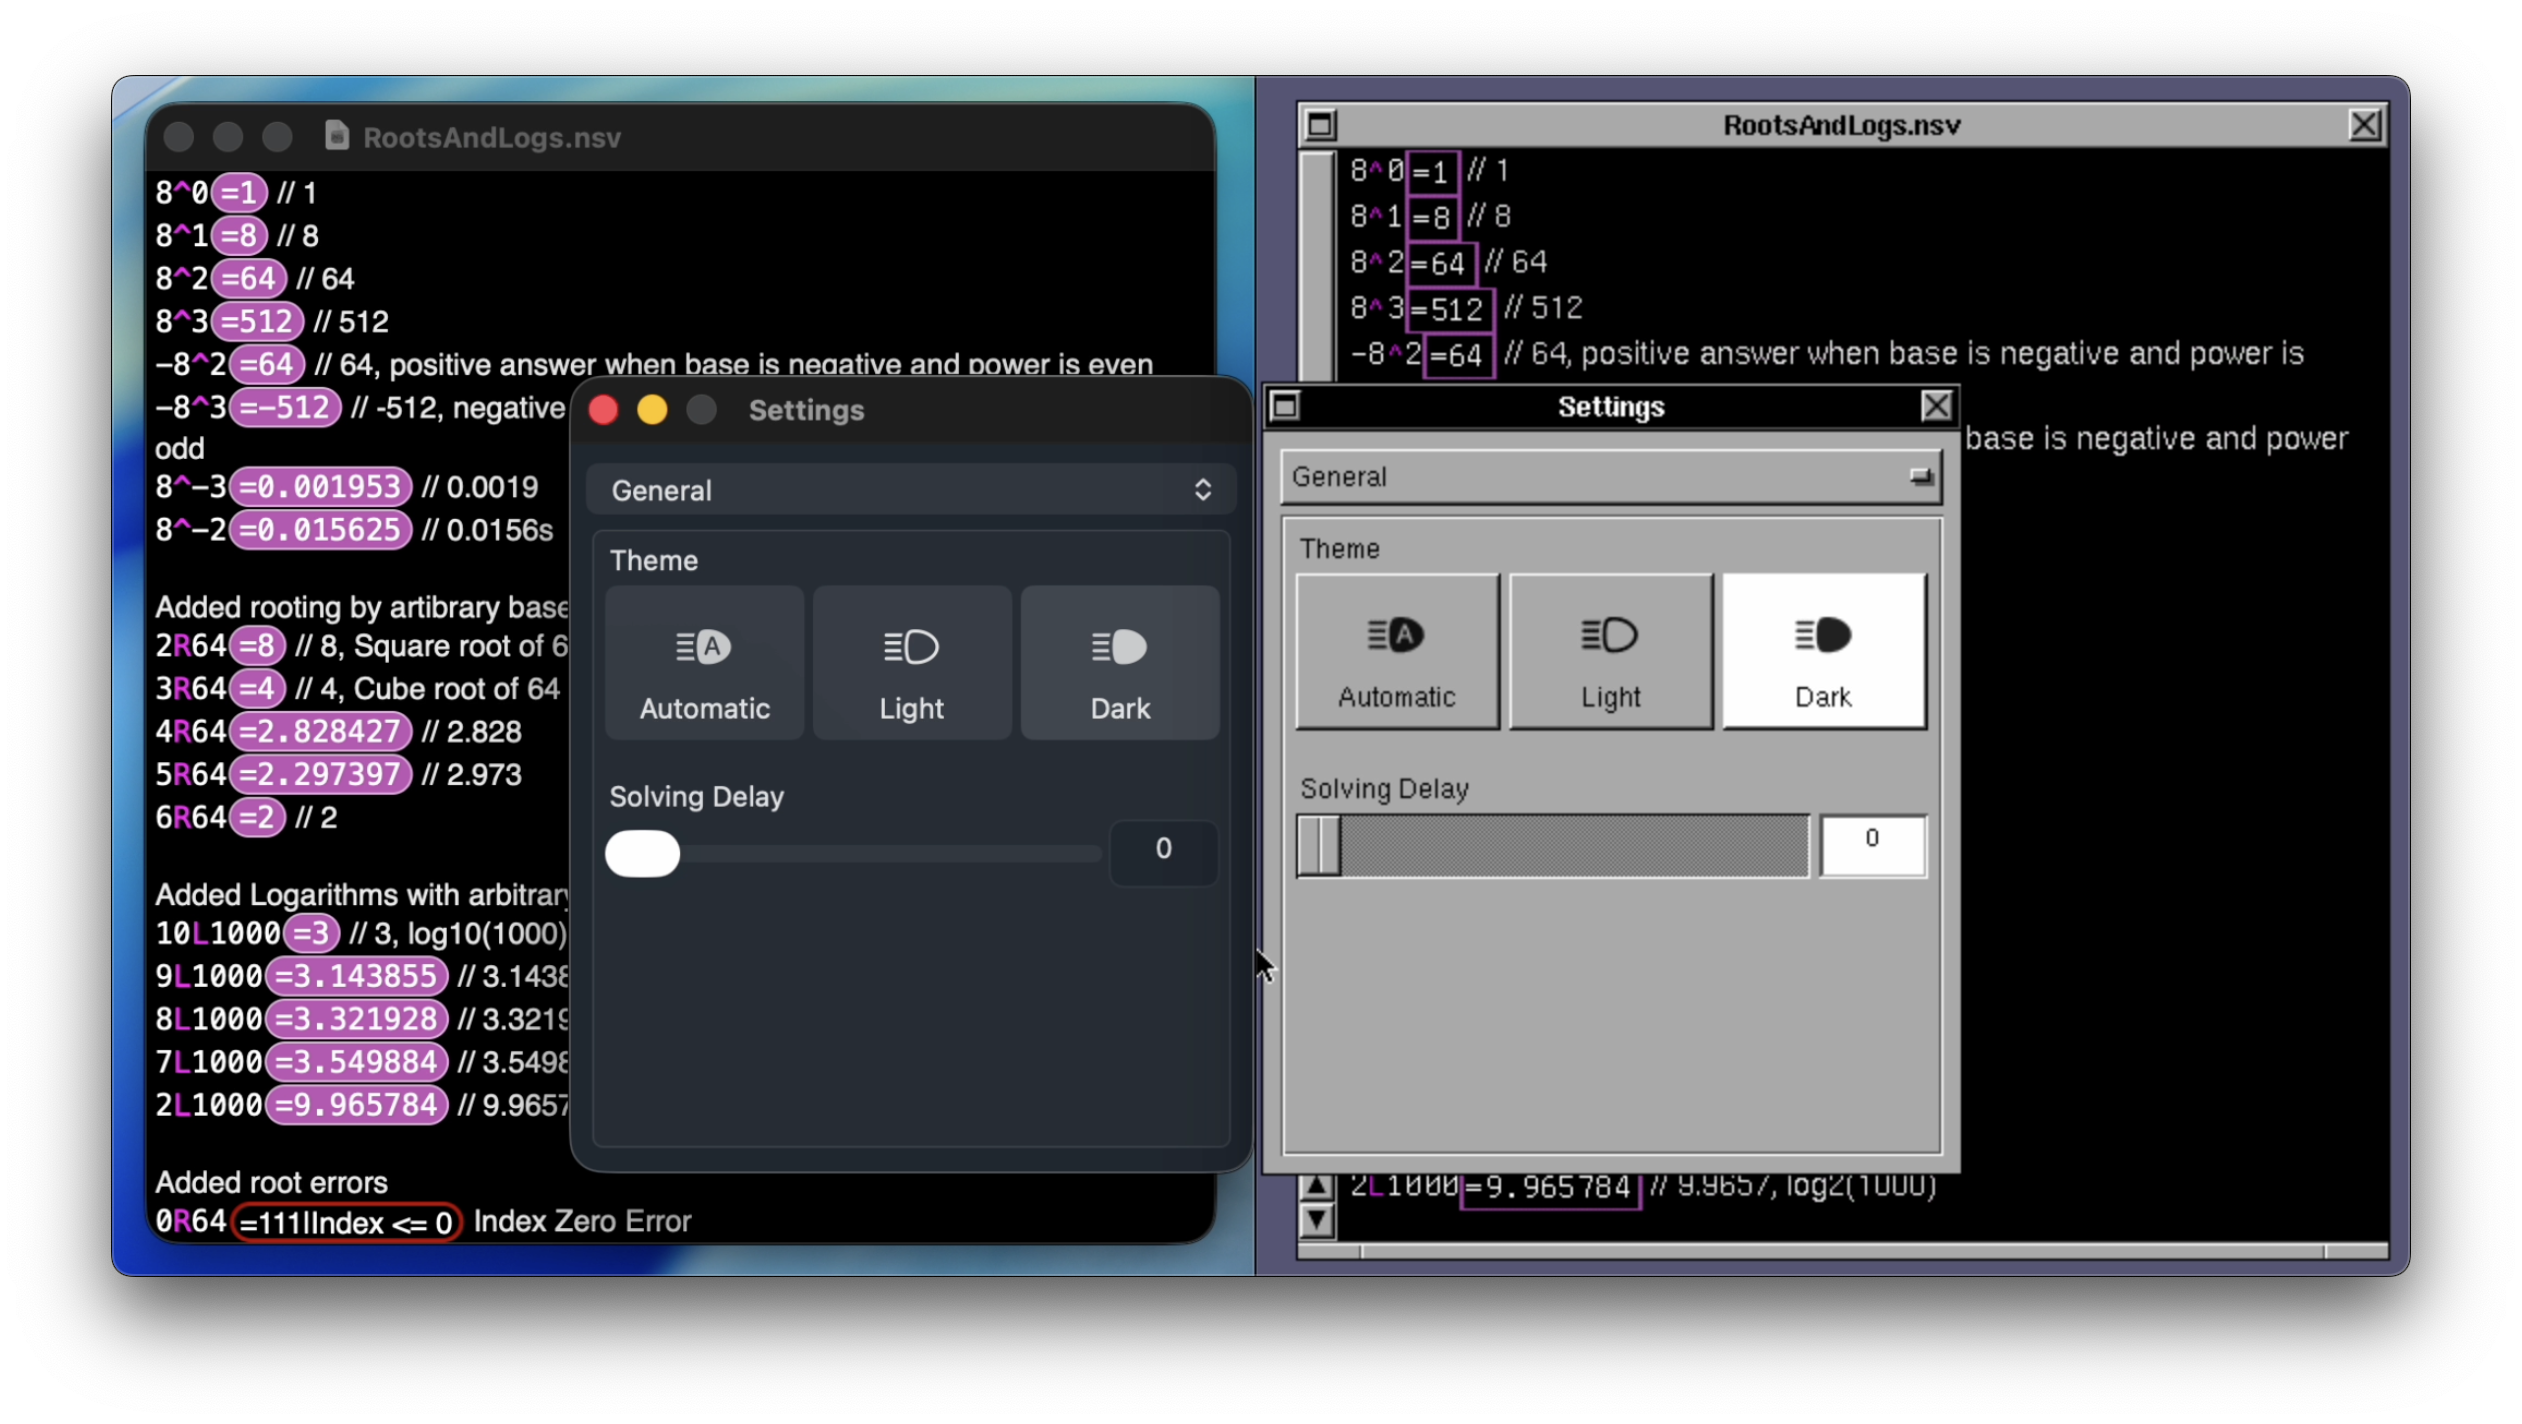 RootsAndLogs.nsv
8^0=1 // 1
8^1=8 // 8
8^2=64 // 64
8^3=512 // 512
−8^2=64 // 64, positive answer when base is negative and power is even
−8^3=−512 // -512, negative
odd
8^−3=0.001953 // 0.0019
8^−2=0.015625 // 0.0156s
Added rooting by artibrary base
2R64=8 // 8, Square root of 6
3R64=4 // 4, Cube root of 64
4R64=2.828427 // 2.828
5R64=2.297397 // 2.973
6R64=2 // 2
Added Logarithms with arbitrary
10L1000=3 // 3, log10(1000)
9L1000=3.143855 // 3.1438
8L1000=3.321928 // 3.3219
7L1000=3.549884 // 3.5498
2L1000=9.965784 // 9.9657
Added root errors
0R64 =111|Index <= 0 Index Zero Error
Settings
General
Theme
Automatic
Light
Dark
Solving Delay
0
RootsAndLogs.nsv
8^0=1 // 1
8^1=8 // 8
8^2=64 // 64
8^3=512 // 512
−8^2=64 // 64, positive answer when base is negative and power is
base is negative and power
2L1000=9.965784 // 9.9657, log2(1000)
Settings
General
Theme
Automatic
Light
Dark
Solving Delay
0